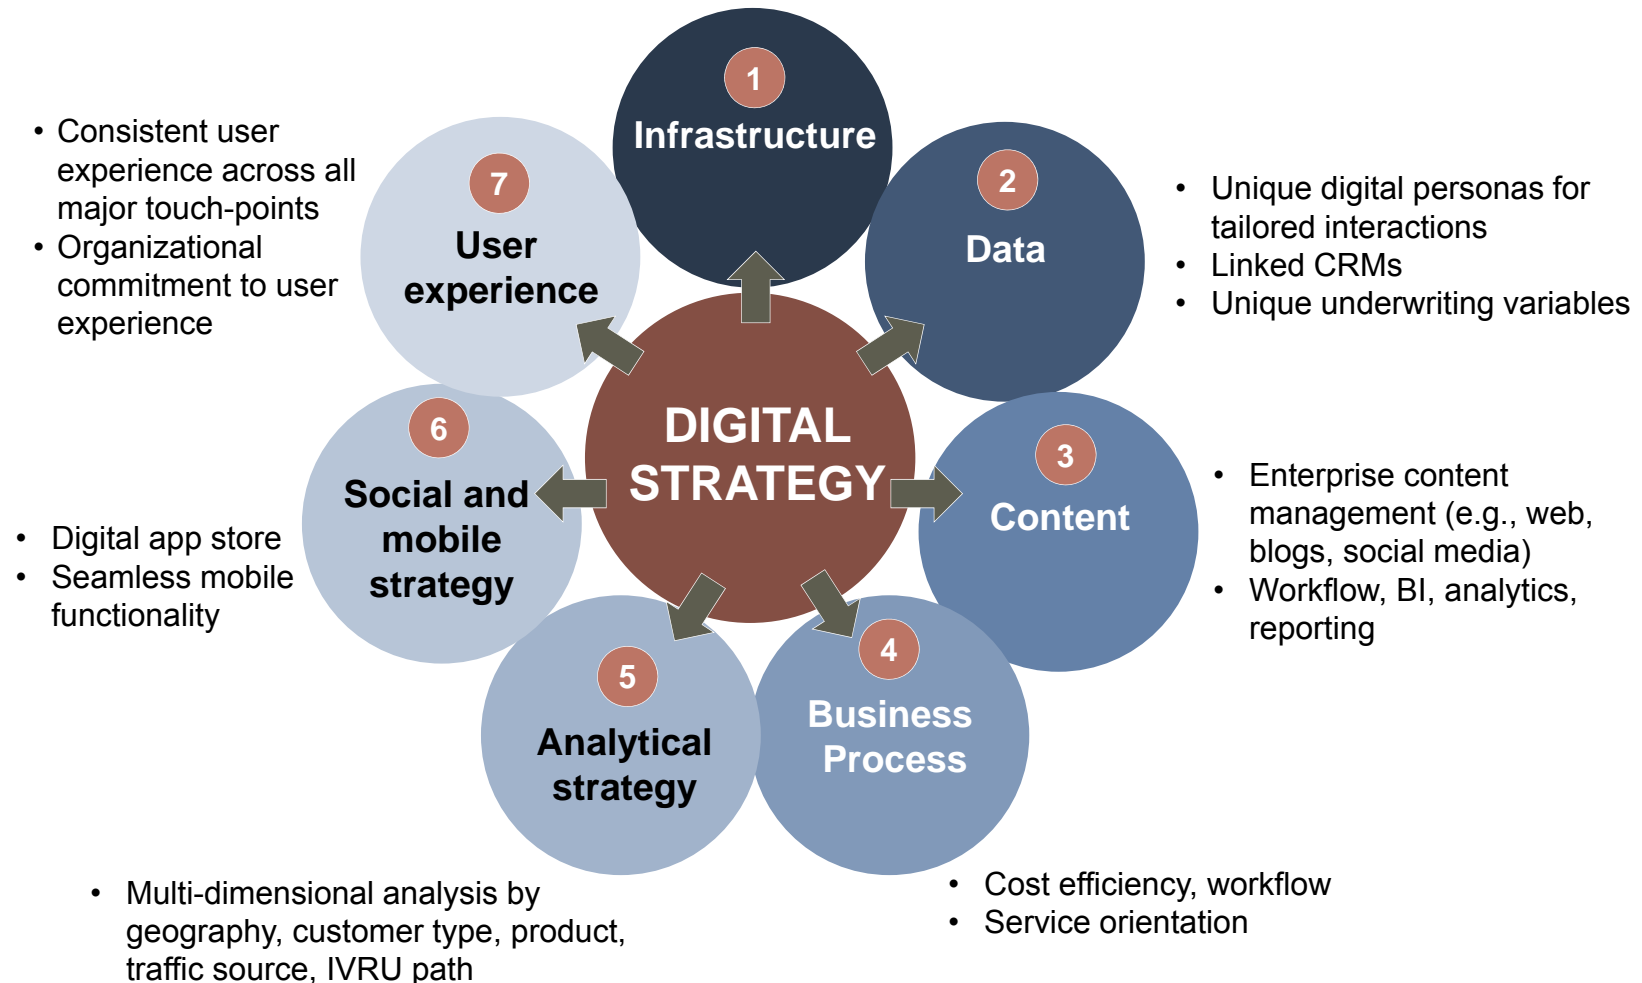 1
Infrastructure
2
Data
• Unique digital personas for
tailored interactions
• Linked CRMs
• Unique underwriting variables
3
Content
• Enterprise content
management (e.g., web,
blogs, social media)
• Workflow, BI, analytics,
reporting
4
Business
Process
• Cost efficiency, workflow
• Service orientation
5
Analytical
strategy
• Multi-dimensional analysis by
geography, customer type, product,
traffic source, IVRU path
6
Social and
mobile
strategy
• Digital app store
• Seamless mobile
functionality
7
User
experience
• Consistent user
experience across all
major touch-points
• Organizational
commitment to user
experience
DIGITAL
STRATEGY